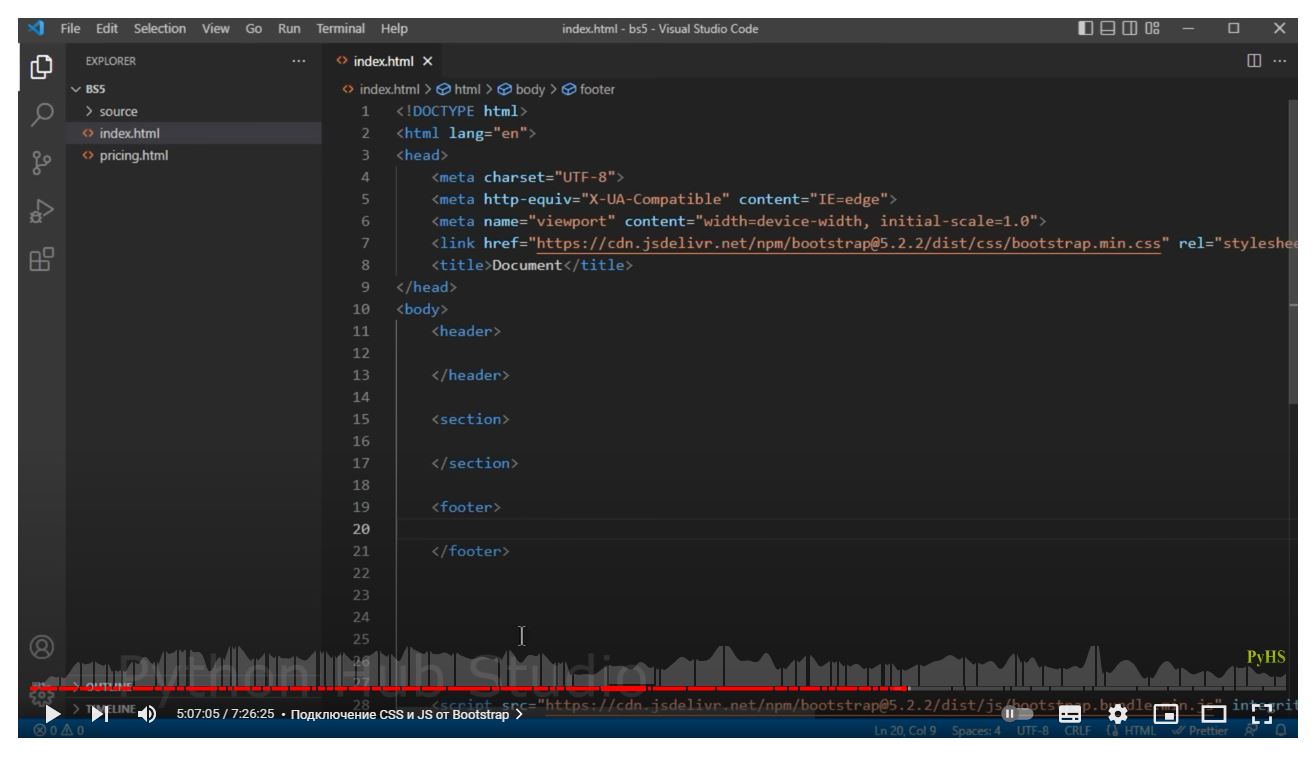 File Edit Selection View Go Run Terminal Help index.html - bs5 - Visual Studio Code
EXPLORER
BS5
source
index.html
pricing.html
index.html
index.html > html > body > footer
1 <!DOCTYPE html>
2 <html lang="en">
3 <head>
4 <meta charset="UTF-8">
5 <meta http-equiv="X-UA-Compatible" content="IE=edge">
6 <meta name="viewport" content="width=device-width, initial-scale=1.0">
7 <link href="https://cdn.jsdelivr.net/npm/bootstrap@5.2.2/dist/css/bootstrap.min.css" rel="styleshee
8 <title>Document</title>
9 </head>
10 <body>
11 <header>
12
13 </header>
14
15 <section>
16
17 </section>
18
19 <footer>
20
21 </footer>
22
23
24
25
26
27
28 <script src="https://cdn.jsdelivr.net/npm/bootstrap@5.2.2/dist/js/bootstrap.bundle.min.js" integrit
Python Hub Studio
PyHS
OUTLINE
TIMELINE
5:07:05 / 7:26:25 • Подключение CSS и JS от Bootstrap >
0 0 Ln 20, Col 9 Spaces: 4 UTF-8 CRLF HTML Prettier